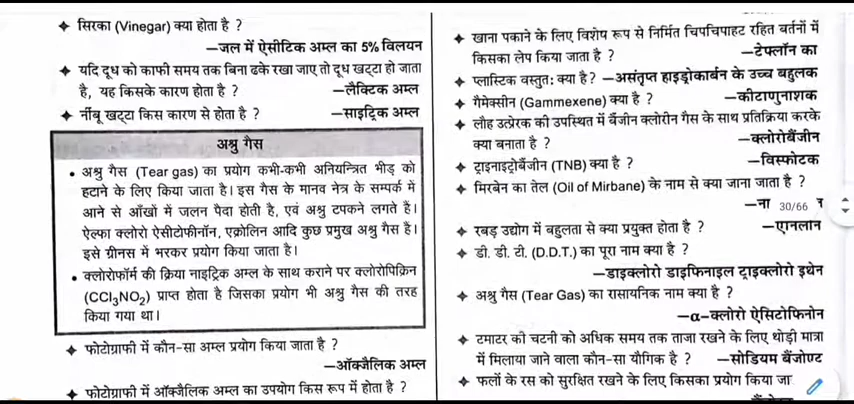 ❖ सिरका (Vinegar) क्या होता है ?
—जल में ऐसीटिक अम्ल का 5% विलयन
❖ यदि दूध को काफी समय तक बिना ढके रखा जाए तो दूध खट्टा हो जाता
है, यह किसके कारण होता है ? —लैक्टिक अम्ल
❖ नींबू खट्टा किस कारण से होता है ? —साइट्रिक अम्ल
अश्रु गैस
• अश्रु गैस (Tear gas) का प्रयोग कभी-कभी अनियन्त्रित भीड़ को
हटाने के लिए किया जाता है। इस गैस के मानव नेत्र के सम्पर्क में
आने से आँखों में जलन पैदा होती है, एवं अश्रु टपकने लगते हैं।
ऐल्फा क्लोरो ऐसीटोफीनॉन, एक्रोलिन आदि कुछ प्रमुख अश्रु गैस हैं।
इसे ग्रीनस में भरकर प्रयोग किया जाता है।
• क्लोरोफॉर्म की क्रिया नाइट्रिक अम्ल के साथ कराने पर क्लोरोपिक्रिन
(CCl₃NO₂) प्राप्त होता है जिसका प्रयोग भी अश्रु गैस की तरह
किया गया था।
❖ फोटोग्राफी में कौन-सा अम्ल प्रयोग किया जाता है ?
—ऑक्जैलिक अम्ल
❖ फोटोग्राफी में ऑक्जैलिक अम्ल का उपयोग किस रूप में होता है ?
❖ खाना पकाने के लिए विशेष रूप से निर्मित चिपचिपाहट रहित बर्तनों में
किसका लेप किया जाता है ? —टेफ्लॉन का
❖ प्लास्टिक वस्तुतः क्या है? —असंतृप्त हाइड्रोकार्बन के उच्च बहुलक
❖ गैमेक्सीन (Gammexene) क्या है ? —कीटाणुनाशक
❖ लौह उत्प्रेरक की उपस्थित में बैंजीन क्लोरीन गैस के साथ प्रतिक्रिया करके
क्या बनाता है ? —क्लोरोबैंजीन
❖ ट्राइनाइट्रोबैंजीन (TNB) क्या है ? —विस्फोटक
❖ मिरबेन का तेल (Oil of Mirbane) के नाम से क्या जाना जाता है ?
—ना 30/66
❖ रबड़ उद्योग में बहुलता से क्या प्रयुक्त होता है ? —एनिलीन
❖ डी. डी. टी. (D.D.T.) का पूरा नाम क्या है ?
—डाइक्लोरो डाइफिनाइल ट्राइक्लोरो इथेन
❖ अश्रु गैस (Tear Gas) का रासायनिक नाम क्या है ?
—α–क्लोरो ऐसिटोफिनोन
❖ टमाटर की चटनी को अधिक समय तक ताजा रखने के लिए थोड़ी मात्रा
में मिलाया जाने वाला कौन-सा यौगिक है ? —सोडियम बैंजोएट
❖ फलों के रस को सुरक्षित रखने के लिए किसका प्रयोग किया जा